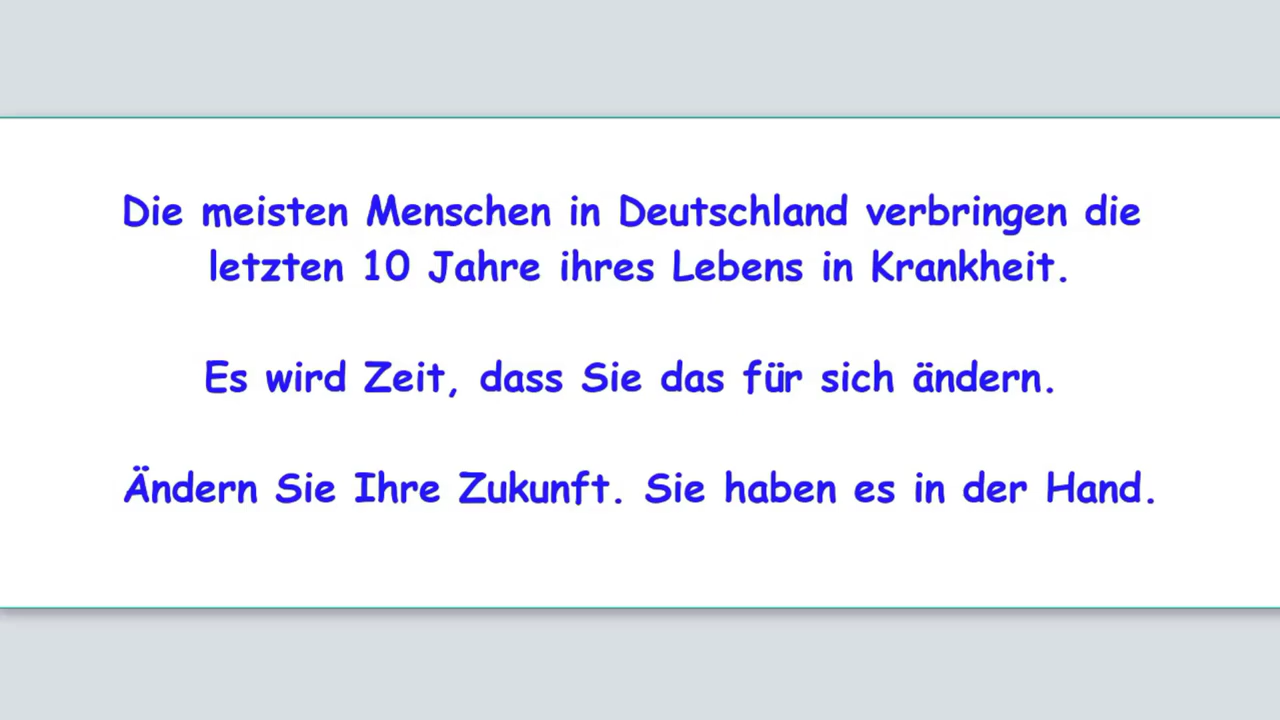 Die meisten Menschen in Deutschland verbringen die
letzten 10 Jahre ihres Lebens in Krankheit.
Es wird Zeit, dass Sie das für sich ändern.
Ändern Sie Ihre Zukunft. Sie haben es in der Hand.